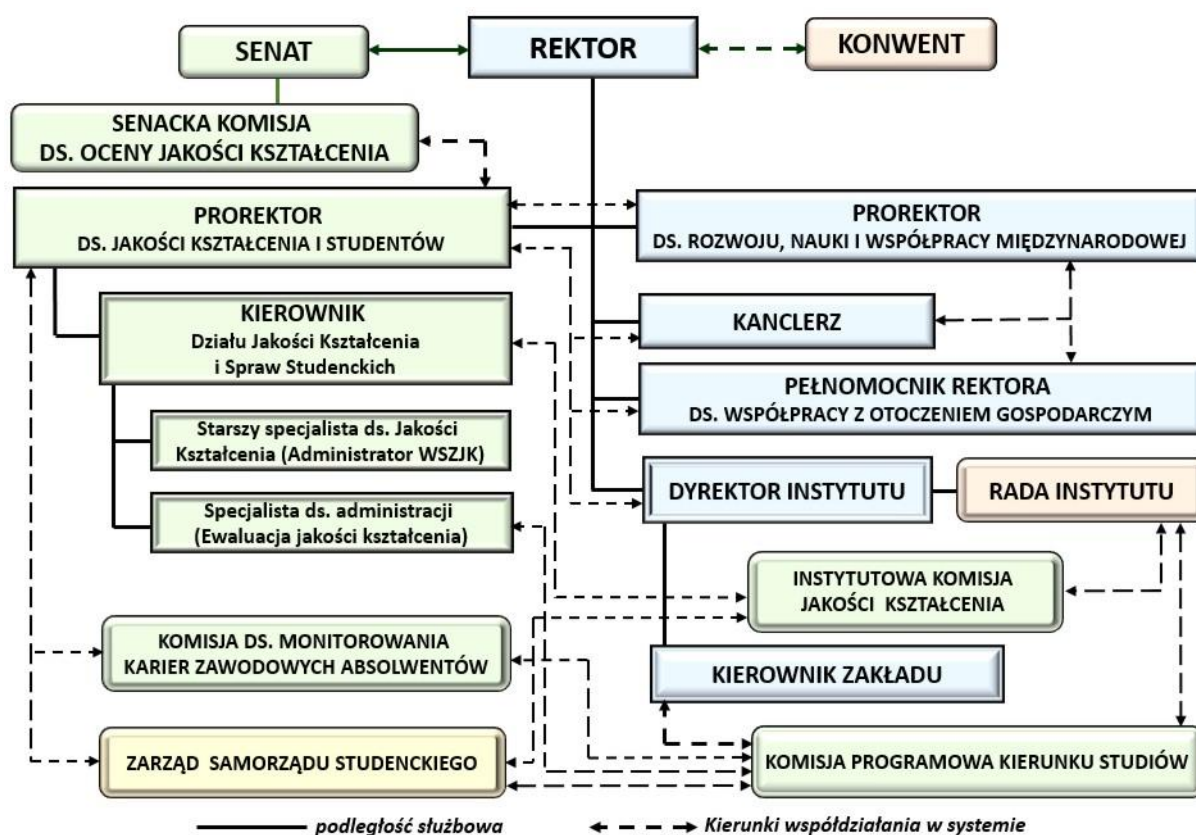 SENAT
REKTOR
KONWENT
SENACKA KOMISJA
DS. OCENY JAKOŚCI KSZTAŁCENIA
PROREKTOR
DS. JAKOŚCI KSZTAŁCENIA I STUDENTÓW
PROREKTOR
DS. ROZWOJU, NAUKI I WSPÓŁPRACY MIĘDZYNARODOWEJ
KIEROWNIK
Działu Jakości Kształcenia
i Spraw Studenckich
KANCLERZ
PEŁNOMOCNIK REKTORA
DS. WSPÓŁPRACY Z OTOCZENIEM GOSPODARCZYM
Starszy specjalista ds. Jakości
Kształcenia (Administrator WSZJK)
DYREKTOR INSTYTUTU
RADA INSTYTUTU
Specjalista ds. administracji
(Ewaluacja jakości kształcenia)
INSTYTUTOWA KOMISJA
JAKOŚCI KSZTAŁCENIA
KOMISJA DS. MONITOROWANIA
KARIER ZAWODOWYCH ABSOLWENTÓW
KIEROWNIK ZAKŁADU
ZARZĄD SAMORZĄDU STUDENCKIEGO
KOMISJA PROGRAMOWA KIERUNKU STUDIÓW
podległość służbowa
Kierunki współdziałania w systemie